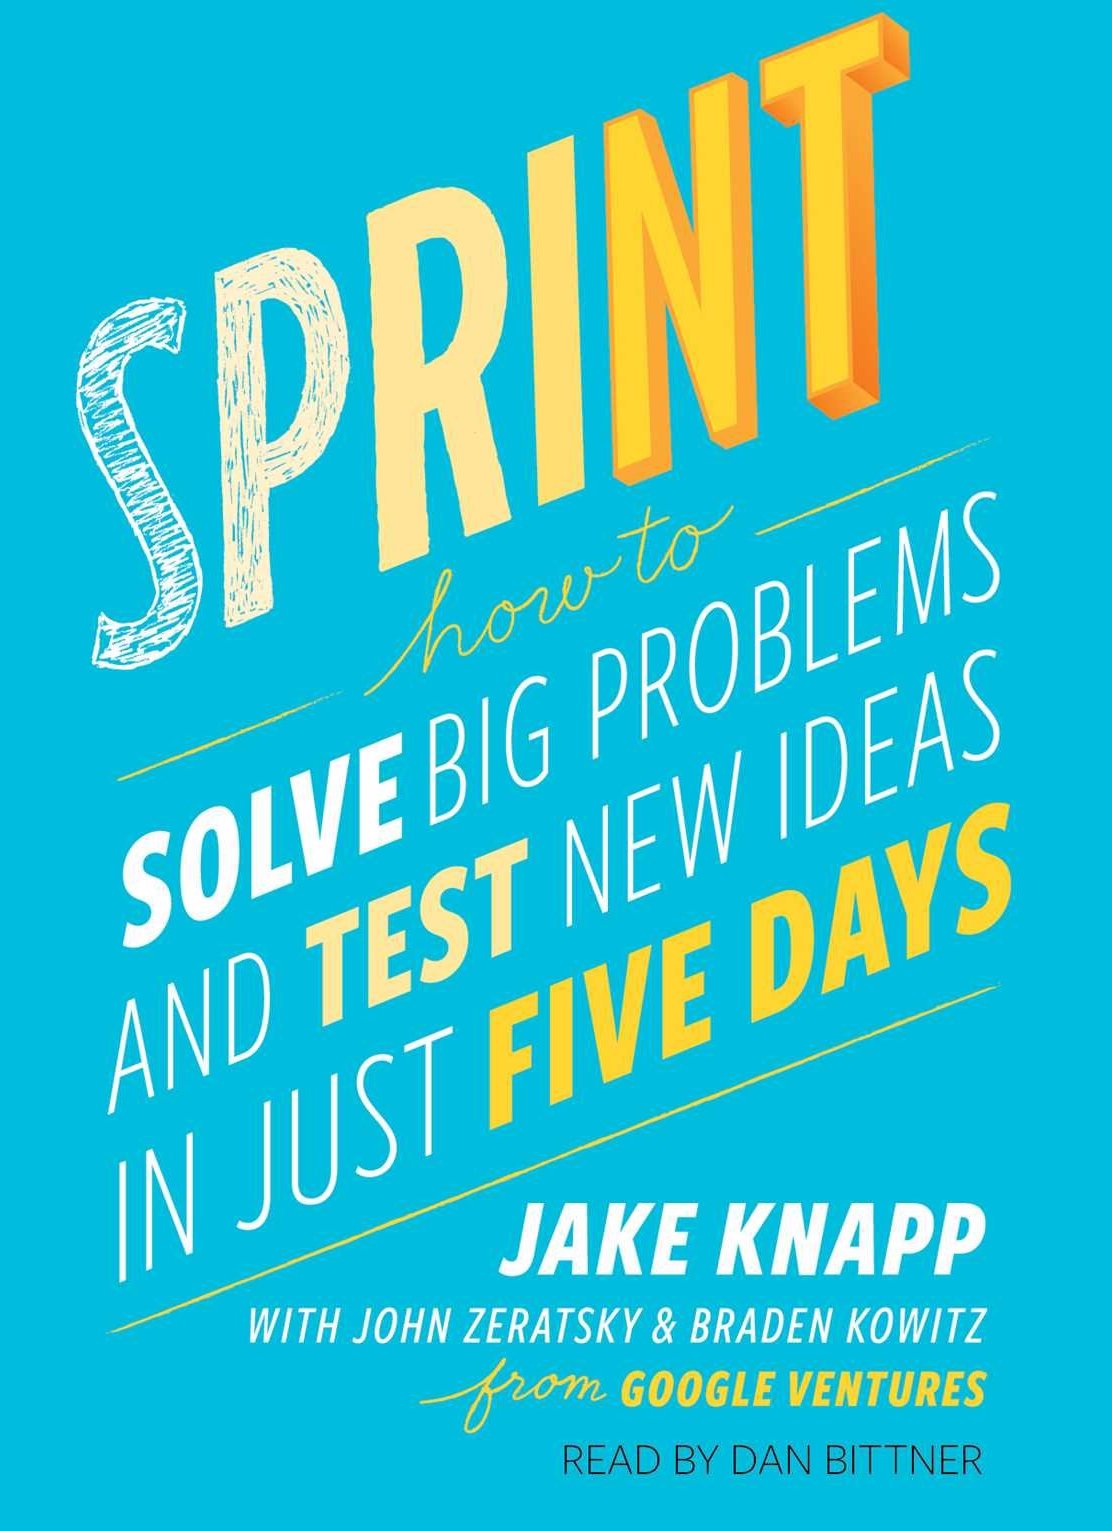 SPRINT
how to
SOLVE BIG PROBLEMS
AND TEST NEW IDEAS
IN JUST FIVE DAYS
JAKE KNAPP
WITH JOHN ZERATSKY & BRADEN KOWITZ
from GOOGLE VENTURES
READ BY DAN BITTNER